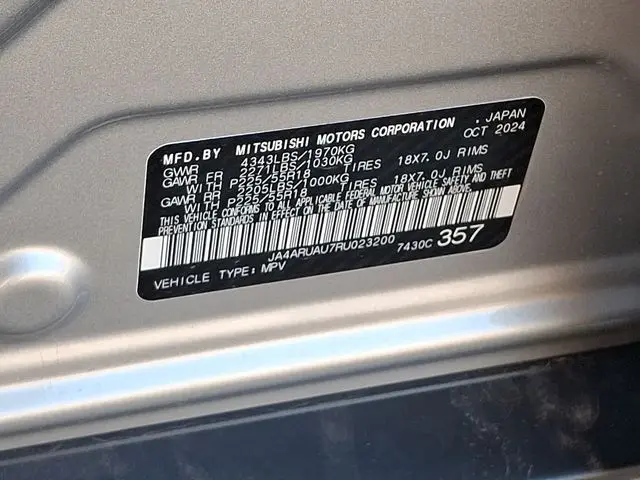 MFD.BY MITSUBISHI MOTORS CORPORATION , JAPAN
GVWR 4343LBS/1970KG OCT 2024
GAWR FR 2271LBS/1030KG
WITH P225/55R18 TIRES 18X7.0J RIMS
GAWR RR 2205LBS/1000KG
WITH P225/55R18 TIRES 18X7.0J RIMS
THIS VEHICLE CONFORMS TO ALL APPLICABLE FEDERAL MOTOR VEHICLE SAFETY AND THEFT
PREVENTION STANDARDS IN EFFECT ON THE DATE OF MANUFACTURE SHOWN ABOVE.
JA4ARUAU7RU023200
VEHICLE TYPE: MPV 7430C 357